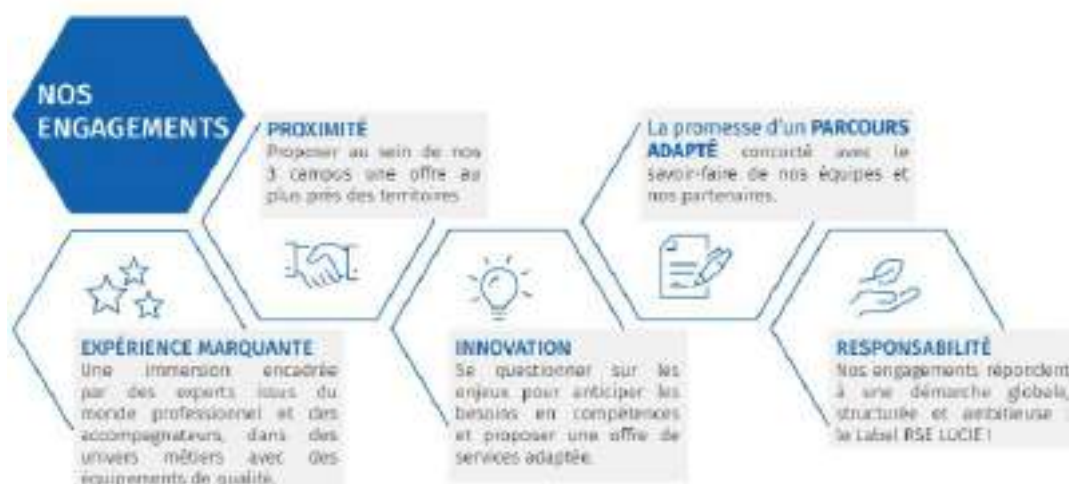 NOS
ENGAGEMENTS
PROXIMITÉ
Proposer au sein de nos
3 campus une offre au
plus près des territoires
La promesse d'un PARCOURS
ADAPTÉ concocté avec le
savoir-faire de nos équipes et
nos partenaires.
EXPÉRIENCE MARQUANTE
Une immersion encadrée
par des experts issus du
monde professionnel et des
accompagnateurs, dans des
univers métiers avec des
équipements de qualité.
INNOVATION
Se questionner sur les
enjeux pour anticiper les
besoins en compétences
et proposer une offre de
services adaptée.
RESPONSABILITÉ
Nos engagements répondent
à une démarche globale,
structurée et ambitieuse :
le Label RSE LUCIE !